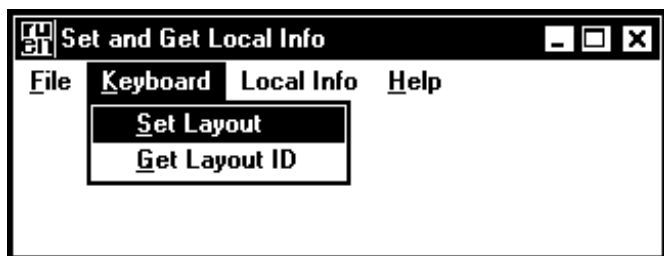 Set and Get Local Info
File Keyboard Local Info Help
Set Layout
Get Layout ID